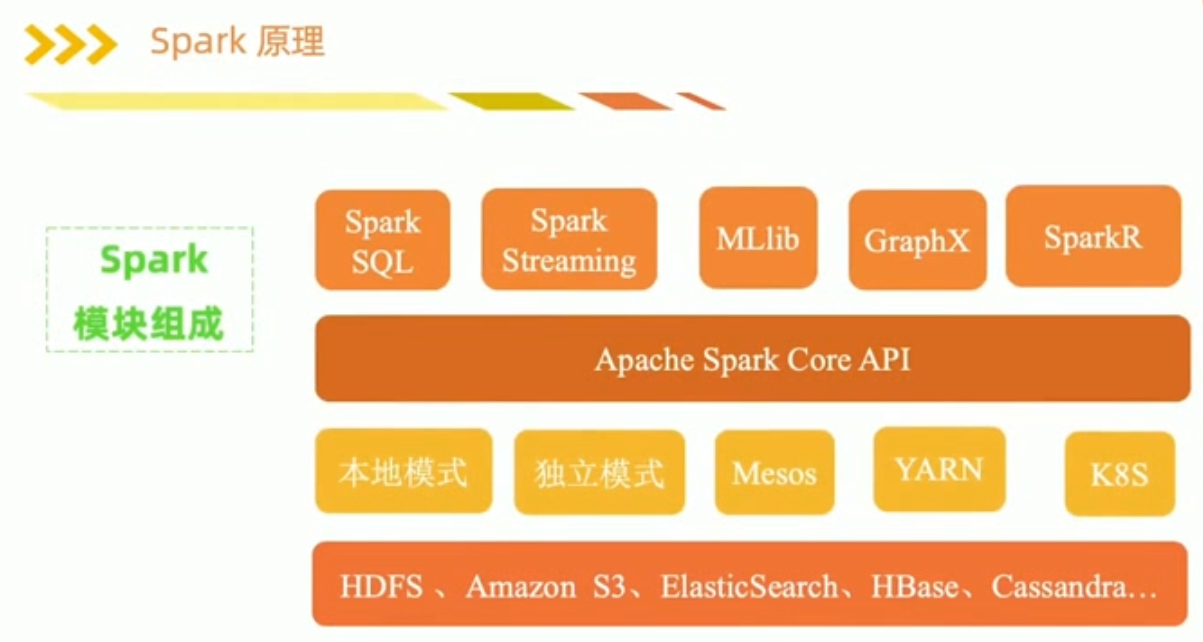 Spark 原理
Spark
模块组成
Spark
SQL
Spark
Streaming
MLlib
GraphX
SparkR
Apache Spark Core API
本地模式
独立模式
Mesos
YARN
K8S
HDFS 、Amazon S3、ElasticSearch、HBase、Cassandra…